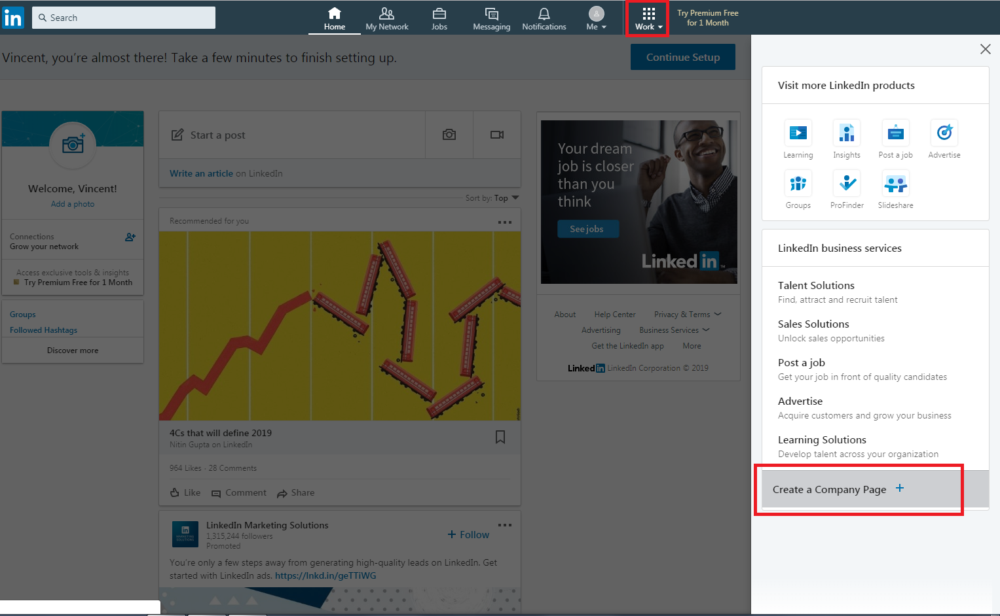 in
Search
Home
My Network
Jobs
Messaging
Notifications
Me
Work
Try Premium Free
for 1 Month
Vincent, you're almost there! Take a few minutes to finish setting up.
Continue Setup
Welcome, Vincent!
Add a photo
Connections
Grow your network
Access exclusive tools & insights
Try Premium Free for 1 Month
Groups
Followed Hashtags
Discover more
Start a post
Write an article on LinkedIn
Sort by: Top
Recommended for you
4Cs that will define 2019
Nitin Gupta on LinkedIn
964 Likes · 28 Comments
Like
Comment
Share
LinkedIn Marketing Solutions
1,315,244 followers
Promoted
+ Follow
You're only a few steps away from generating high-quality leads on LinkedIn. Get
started with LinkedIn ads. https://lnkd.in/geTTiWG
Your dream
job is closer
than you
think
See jobs
Linked in™
About
Help Center
Privacy & Terms
Advertising
Business Services
Get the LinkedIn app
More
Linked in LinkedIn Corporation © 2019
Visit more LinkedIn products
Learning
Insights
Post a job
Advertise
Groups
ProFinder
Slideshare
LinkedIn business services
Talent Solutions
Find, attract and recruit talent
Sales Solutions
Unlock sales opportunities
Post a job
Get your job in front of quality candidates
Advertise
Acquire customers and grow your business
Learning Solutions
Develop talent across your organization
Create a Company Page +